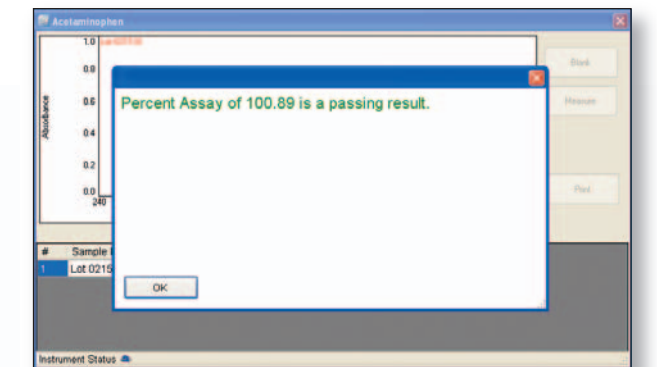 Acetaminophen
1.0
0.8
0.6
0.4
0.2
0.0
240
Absorbance
Blank
Measure
Print
Percent Assay of 100.89 is a passing result.
OK
# Sample
1 Lot 0215
Instrument Status